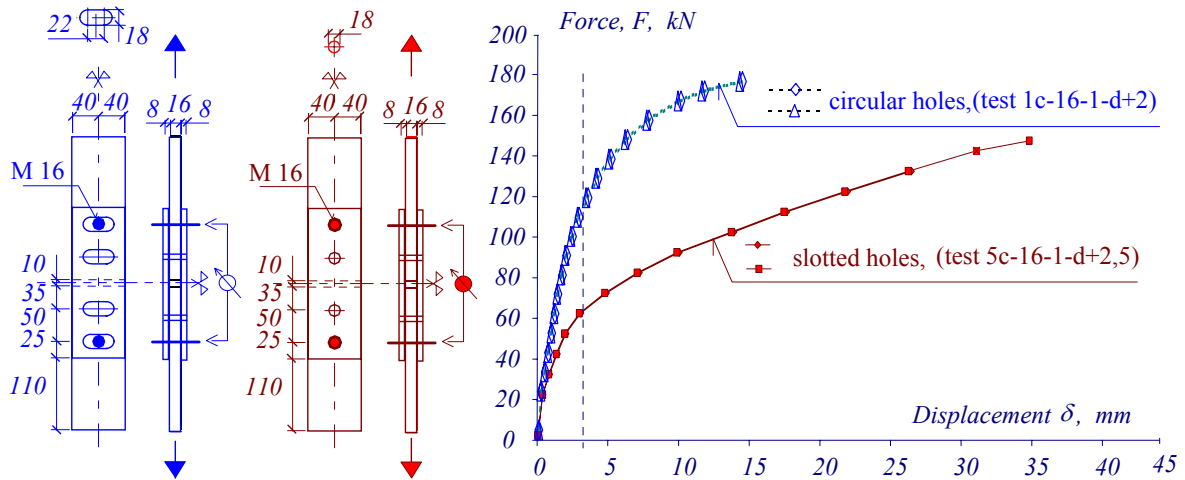 22
18
40 40
8 16 8
M 16
10
35
50
25
110
18
40 40
8 16 8
M 16
10
35
50
25
110
Force, F, kN
200
180
160
140
120
100
80
60
40
20
0
circular holes, (test 1c-16-1-d+2)
slotted holes, (test 5c-16-1-d+2,5)
Displacement δ, mm
0 5 10 15 20 25 30 35 40 45